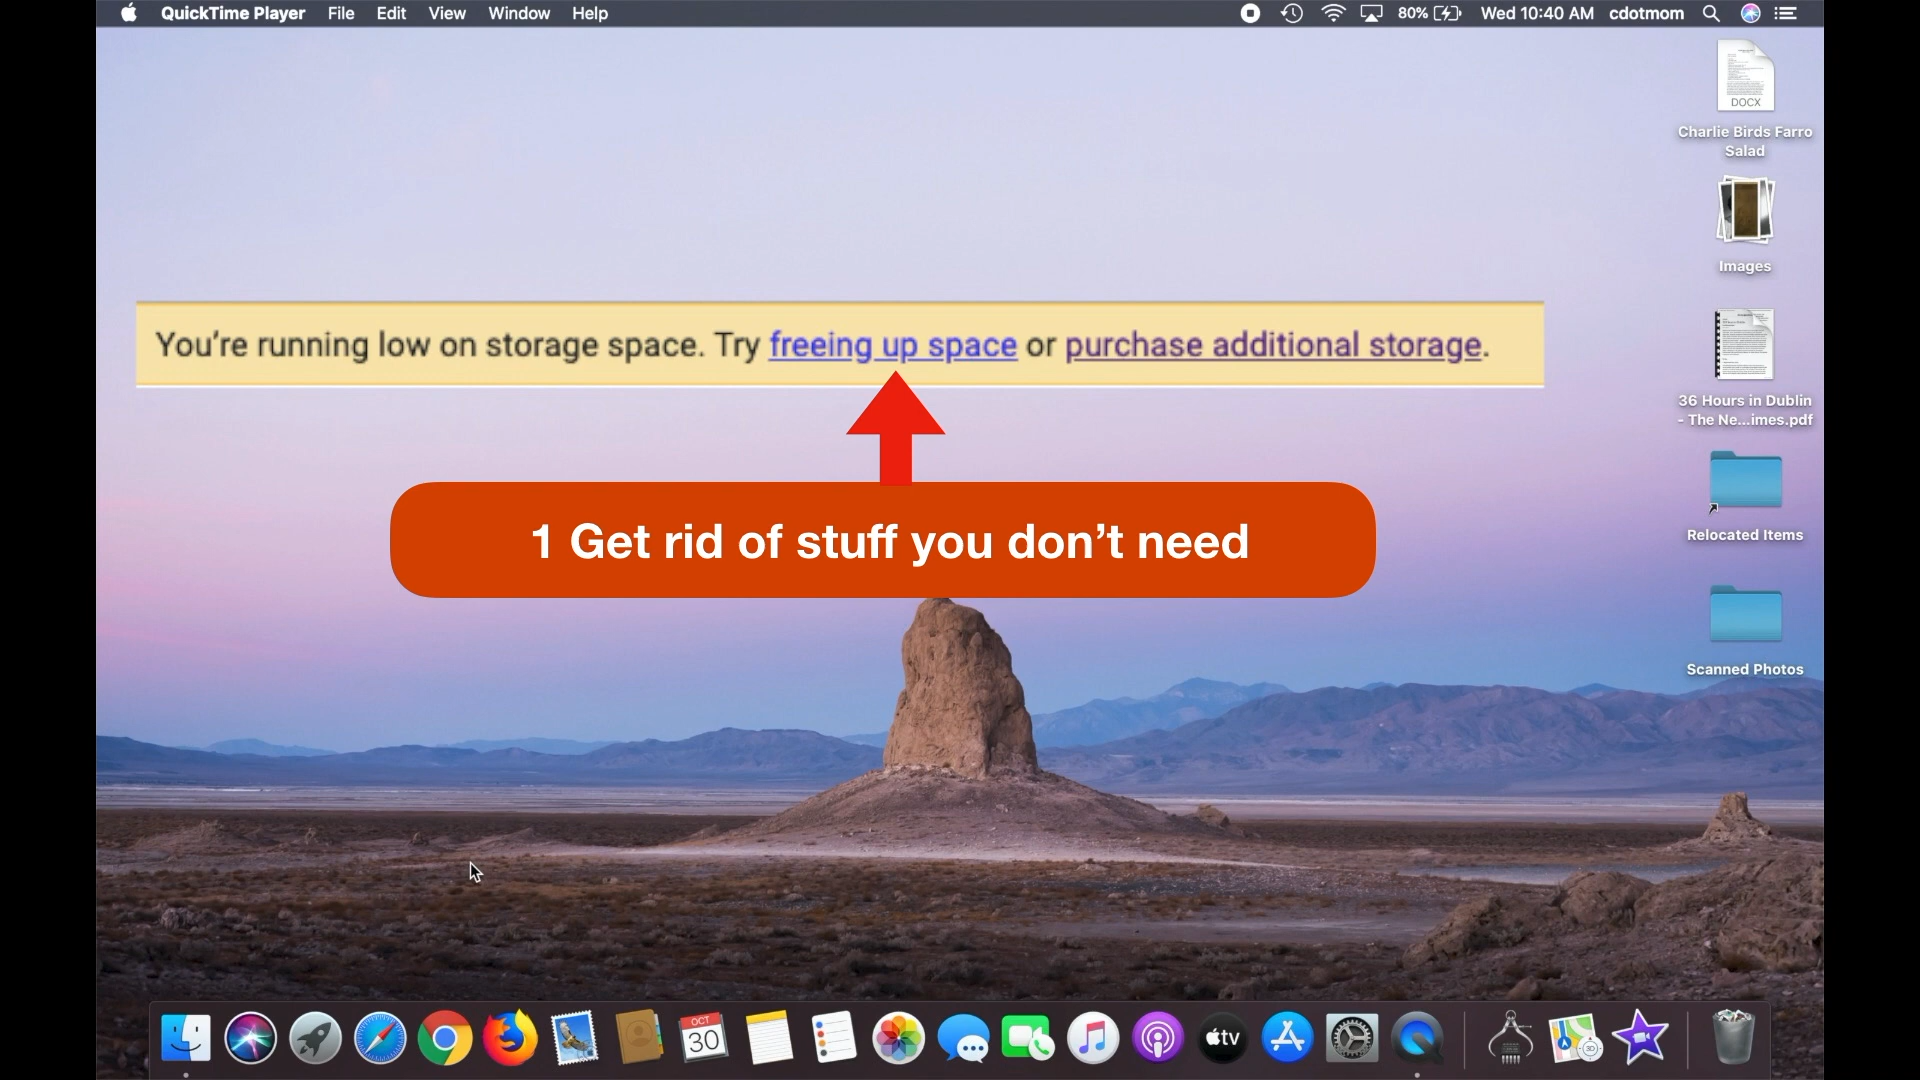 QuickTime Player File Edit View Window Help 80% Wed 10:40 AM cdotmom
DOCX
Charlie Birds Farro
Salad
Images
You're running low on storage space. Try freeing up space or purchase additional storage.
36 Hours in Dublin
- The Ne...imes.pdf
1 Get rid of stuff you don't need
Relocated Items
Scanned Photos
OCT
30
tv
3D